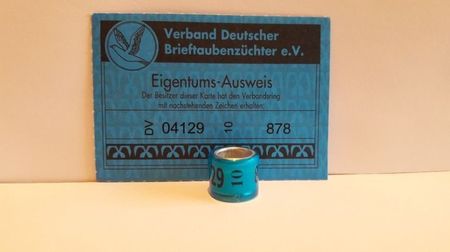 Verband Deutscher
Brieftaubenzüchter e.V.
Eigentums-Ausweis
Der Besitzer dieser Karte hat den Verbandsring
mit nachstehenden Zeichen erhalten:
DV 04129 10 878
29 10